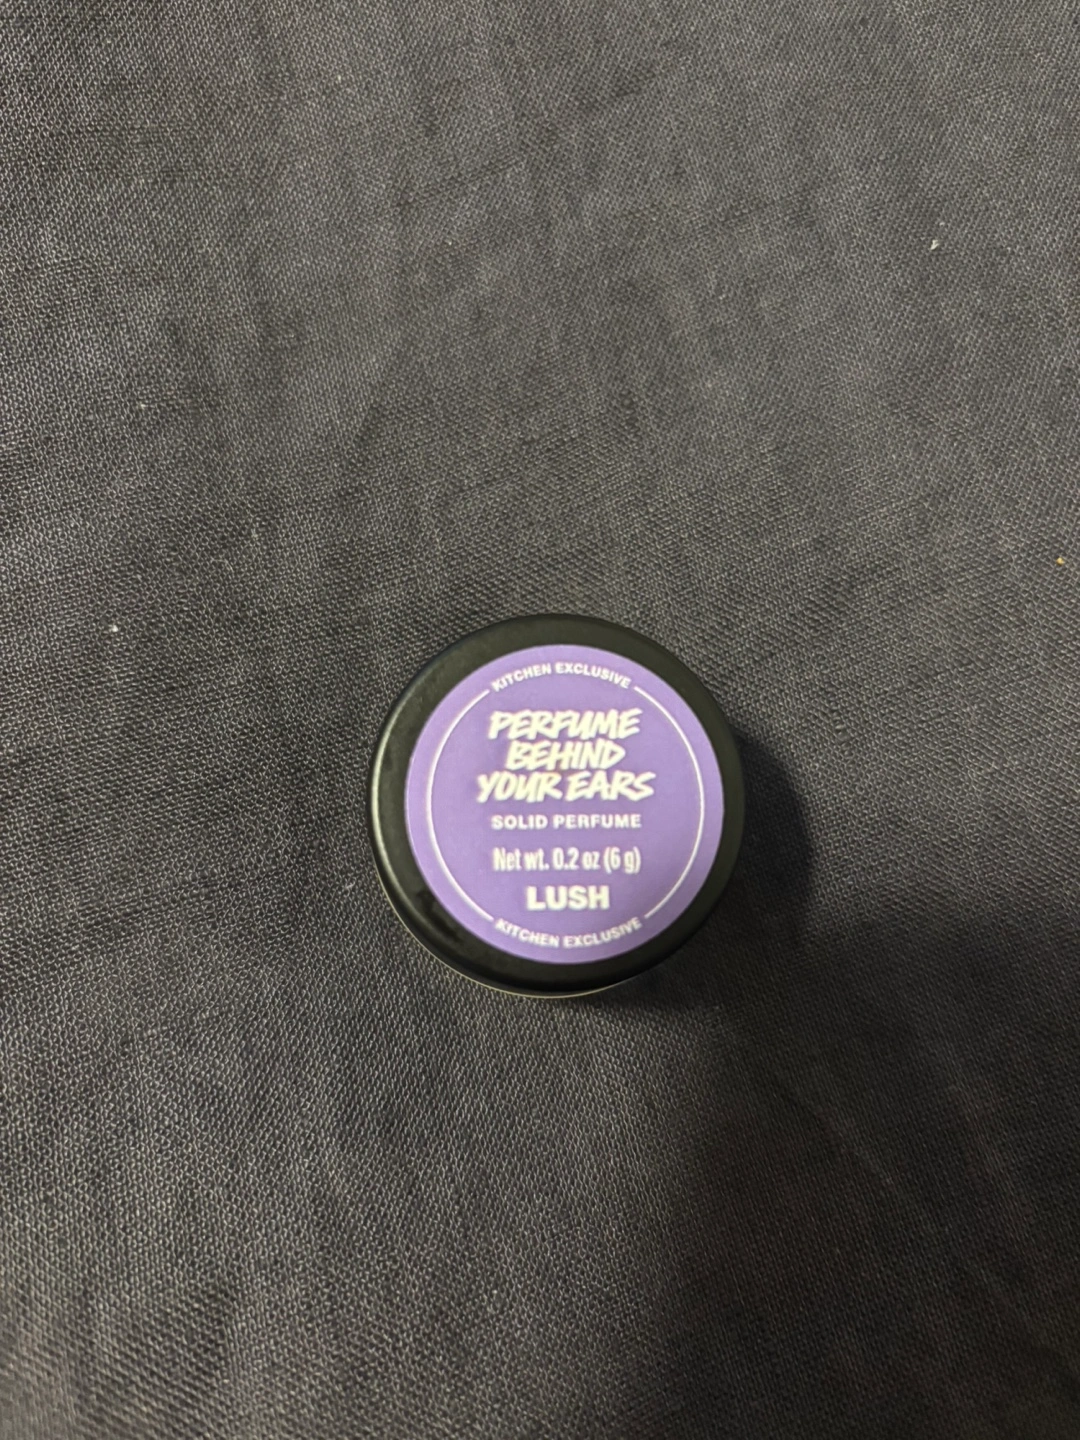 KITCHEN EXCLUSIVE
PERFUME
BEHIND
YOUR EARS
SOLID PERFUME
Net wt. 0.2 oz (6 g)
LUSH
KITCHEN EXCLUSIVE